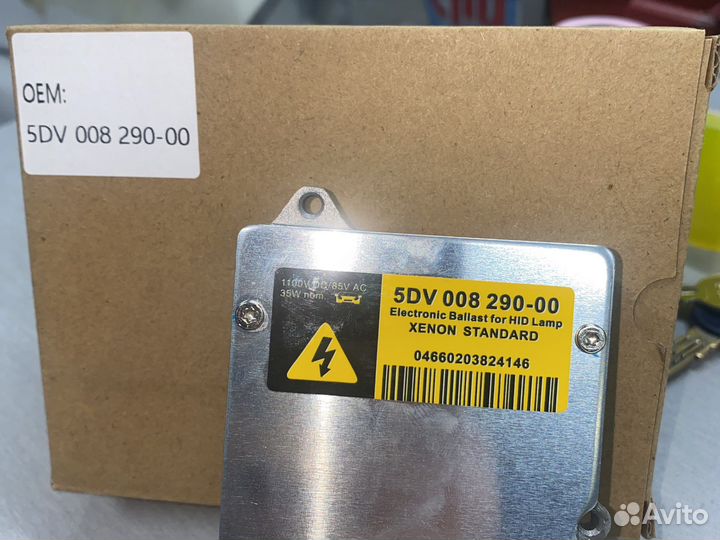 OEM:
5DV 008 290-00
1100V DC/85V AC
35W nom.
5DV 008 290-00
Electronic Ballast for HID Lamp
XENON STANDARD
04660203824146
Avito